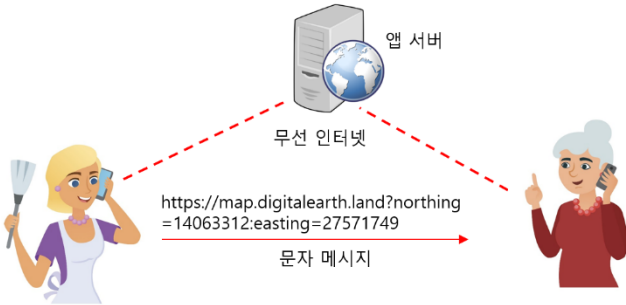 앱 서버
무선 인터넷
https://map.digitalearth.land?northing
=14063312:easting=27571749
문자 메시지